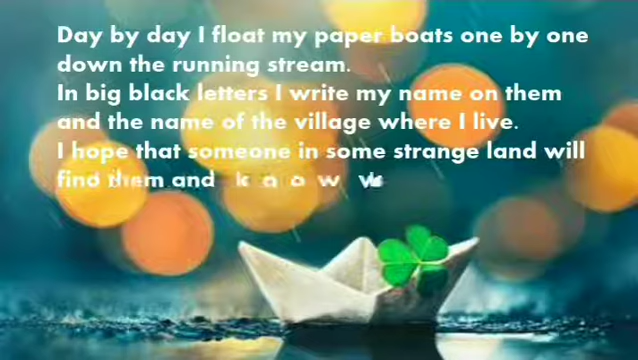 Day by day I float my paper boats one by one
down the running stream.
In big black letters I write my name on them
and the name of the village where I live.
I hope that someone in some strange land will
find them and know